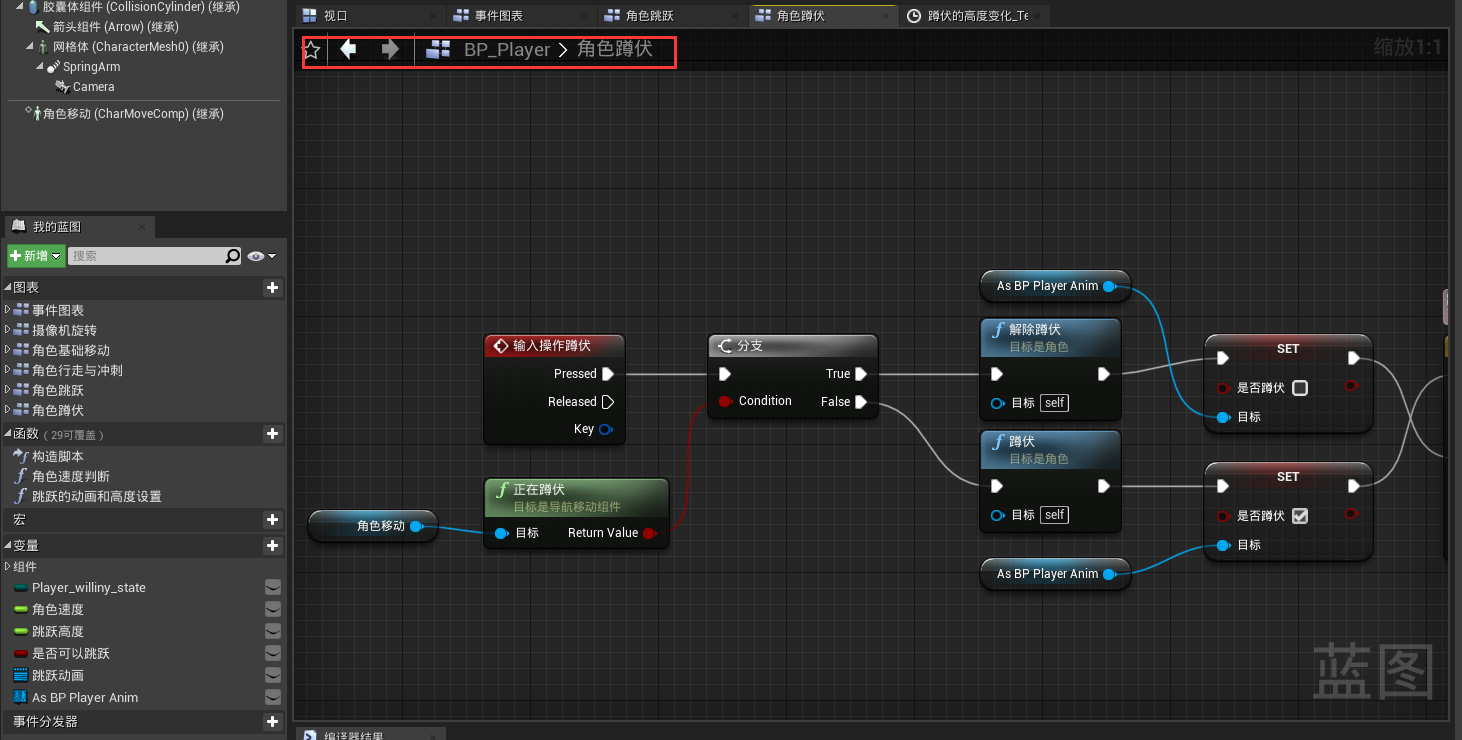 胶囊体组件 (CollisionCylinder) (继承)
箭头组件 (Arrow) (继承)
网格体 (CharacterMesh0) (继承)
SpringArm
Camera
角色移动 (CharMoveComp) (继承)
我的蓝图
新增
搜索
图表
事件图表
摄像机旋转
角色基础移动
角色行走与冲刺
角色跳跃
角色蹲伏
函数 (29可覆盖)
构造脚本
角色速度判断
跳跃的动画和高度设置
宏
变量
组件
Player_williny_state
角色速度
跳跃高度
是否可以跳跃
跳跃动画
As BP Player Anim
事件分发器
视口
事件图表
角色跳跃
角色蹲伏
蹲伏的高度变化_Te
BP_Player > 角色蹲伏
缩放1:1
输入操作蹲伏
Pressed
Released
Key
分支
True
Condition
False
角色移动
正在蹲伏
目标是导航移动组件
目标
Return Value
As BP Player Anim
解除蹲伏
目标是角色
目标 self
蹲伏
目标是角色
目标 self
As BP Player Anim
SET
是否蹲伏
目标
SET
是否蹲伏
目标
蓝图
编译器结果